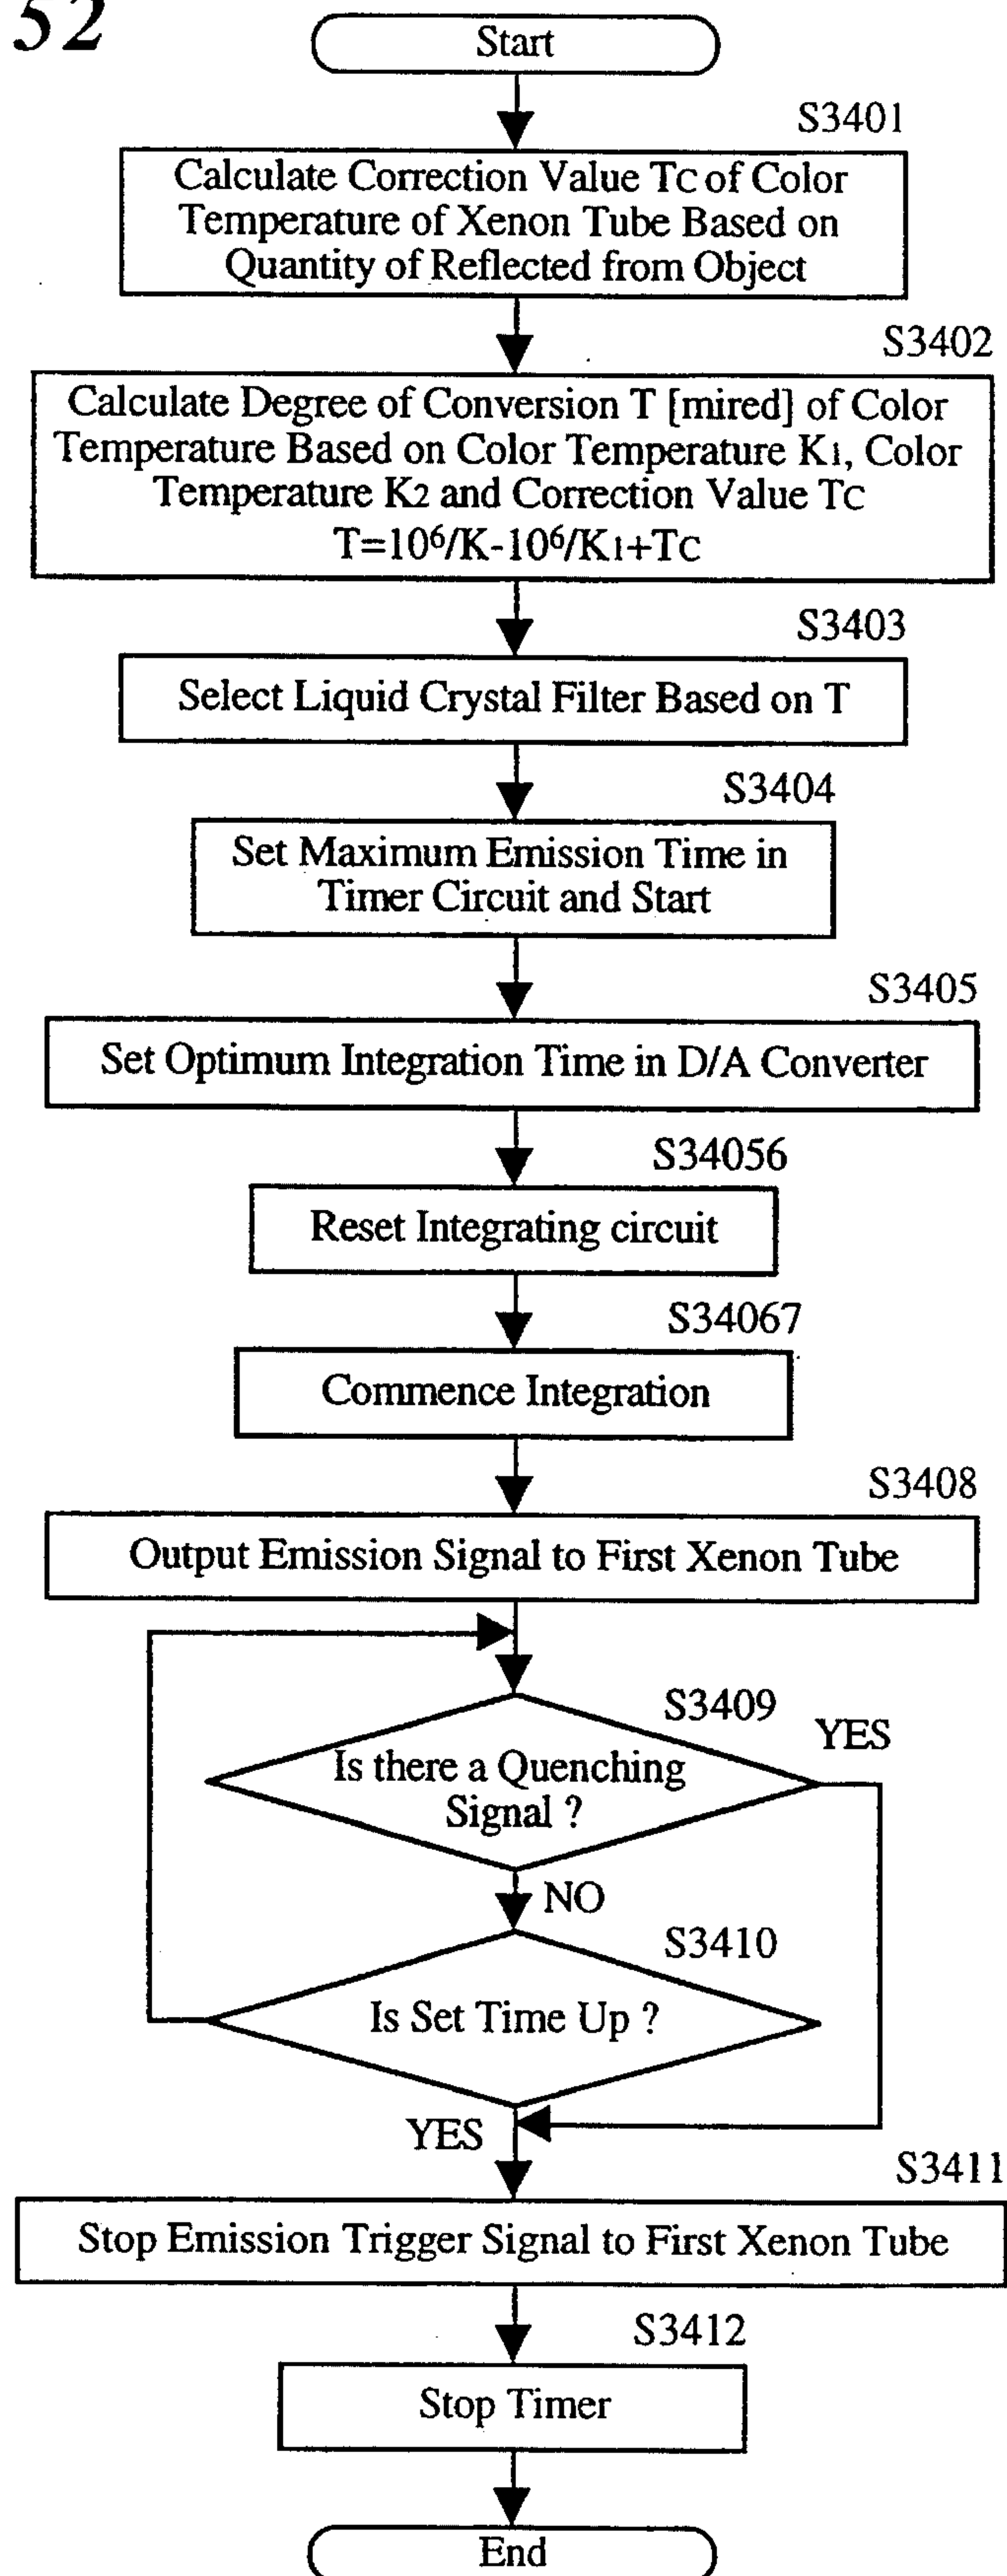 52
Start
S3401
Calculate Correction Value Tc of Color
Temperature of Xenon Tube Based on
Quantity of Reflected from Object
S3402
Calculate Degree of Conversion T [mired] of Color
Temperature Based on Color Temperature K1, Color
Temperature K2 and Correction Value Tc
T=10⁶/K-10⁶/K1+Tc
S3403
Select Liquid Crystal Filter Based on T
S3404
Set Maximum Emission Time in
Timer Circuit and Start
S3405
Set Optimum Integration Time in D/A Converter
S34056
Reset Integrating circuit
S34067
Commence Integration
S3408
Output Emission Signal to First Xenon Tube
S3409
YES
Is there a Quenching
Signal ?
NO
S3410
Is Set Time Up ?
YES
S3411
Stop Emission Trigger Signal to First Xenon Tube
S3412
Stop Timer
End